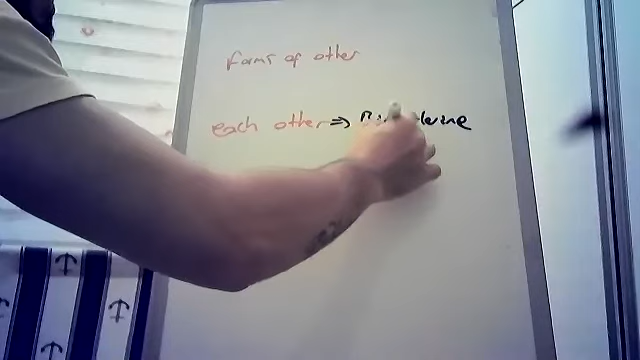 forms of other
each other ⇒